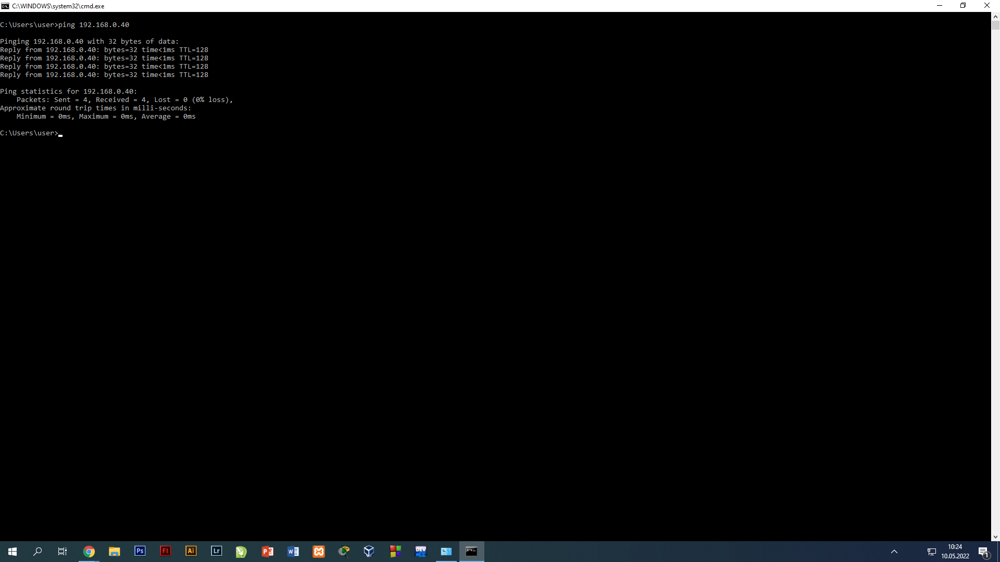 C:\WINDOWS\system32\cmd.exe
C:\Users\user>ping 192.168.0.40
Pinging 192.168.0.40 with 32 bytes of data:
Reply from 192.168.0.40: bytes=32 time<1ms TTL=128
Reply from 192.168.0.40: bytes=32 time<1ms TTL=128
Reply from 192.168.0.40: bytes=32 time<1ms TTL=128
Reply from 192.168.0.40: bytes=32 time<1ms TTL=128
Ping statistics for 192.168.0.40:
Packets: Sent = 4, Received = 4, Lost = 0 (0% loss),
Approximate round trip times in milli-seconds:
Minimum = 0ms, Maximum = 0ms, Average = 0ms
C:\Users\user>
Ps Fl Ai Lr P W DEV C++
10:24
10.05.2022
1